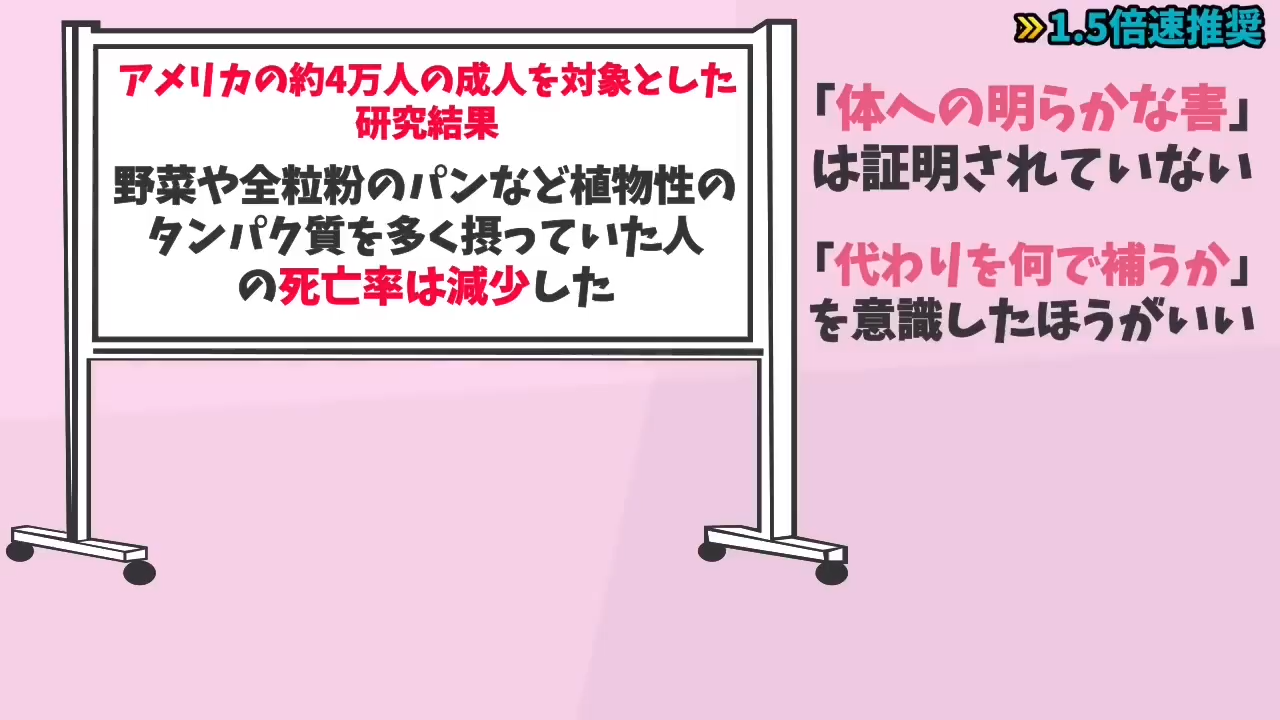 1.5倍速推奨
アメリカの約4万人の成人を対象とした
研究結果
野菜や全粒粉のパンなど植物性の
タンパク質を多く摂っていた人
の死亡率は減少した
「体への明らかな害」
は証明されていない
「代わりを何で補うか」
を意識したほうがいい